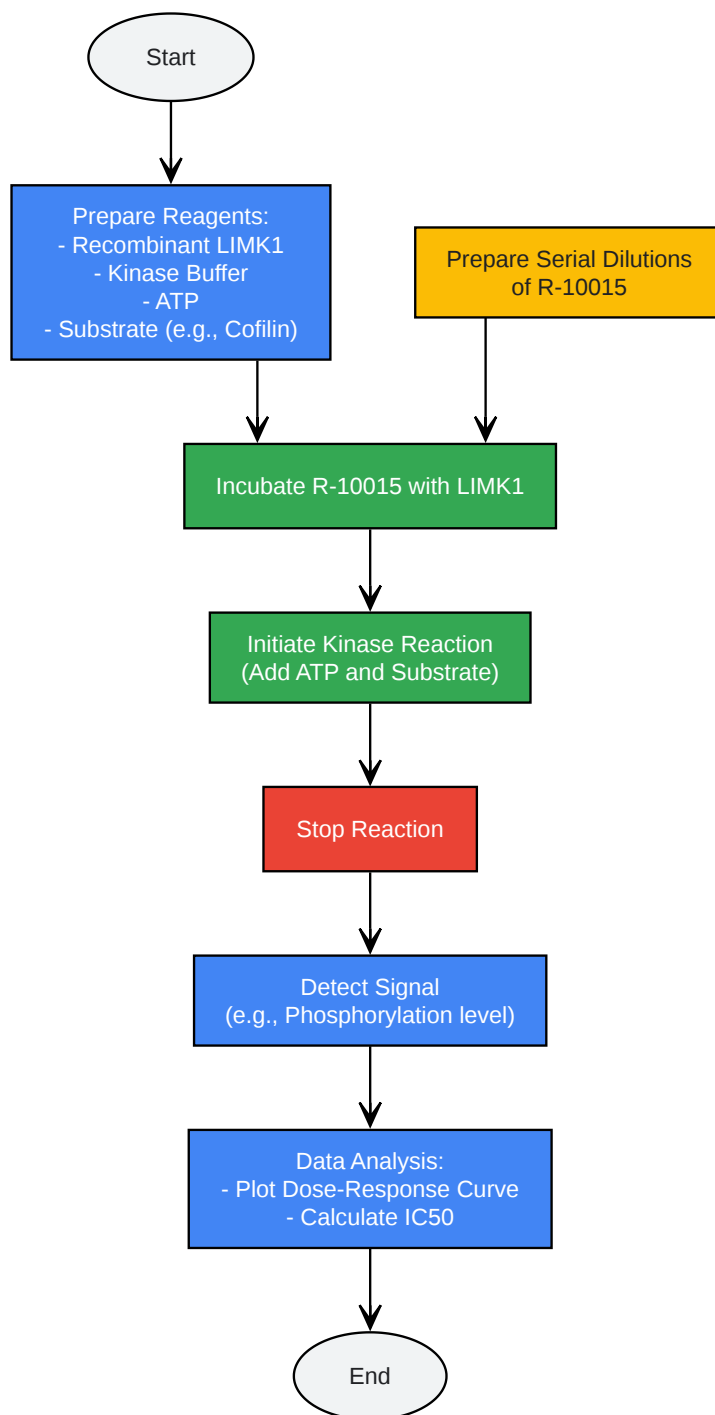 Start
Prepare Reagents:
- Recombinant LIMK1
- Kinase Buffer
- ATP
- Substrate (e.g., Cofilin)
Prepare Serial Dilutions
of R-10015
Incubate R-10015 with LIMK1
Initiate Kinase Reaction
(Add ATP and Substrate)
Stop Reaction
Detect Signal
(e.g., Phosphorylation level)
Data Analysis:
- Plot Dose-Response Curve
- Calculate IC50
End